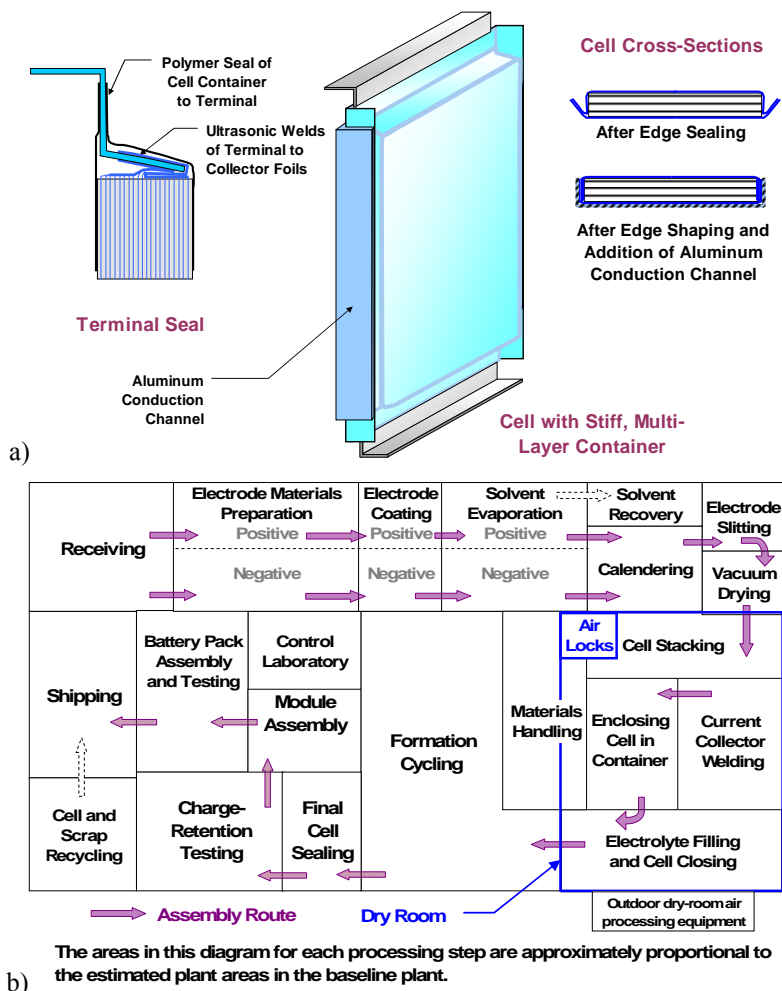 Polymer Seal of
Cell Container
to Terminal
Ultrasonic Welds
of Terminal to
Collector Foils
Terminal Seal
Aluminum
Conduction
Channel
Cell Cross-Sections
After Edge Sealing
After Edge Shaping and
Addition of Aluminum
Conduction Channel
Cell with Stiff, Multi-
Layer Container
a)
Receiving
Electrode Materials
Preparation
Positive
Negative
Electrode
Coating
Positive
Negative
Solvent
Evaporation
Positive
Negative
Solvent
Recovery
Calendering
Electrode
Slitting
Vacuum
Drying
Shipping
Battery Pack
Assembly
and Testing
Control
Laboratory
Module
Assembly
Formation
Cycling
Materials
Handling
Air
Locks
Cell Stacking
Enclosing
Cell in
Container
Current
Collector
Welding
Cell and
Scrap
Recycling
Charge-
Retention
Testing
Final
Cell
Sealing
Electrolyte Filling
and Cell Closing
Assembly Route
Dry Room
Outdoor dry-room air
processing equipment
The areas in this diagram for each processing step are approximately proportional to
the estimated plant areas in the baseline plant.
b)